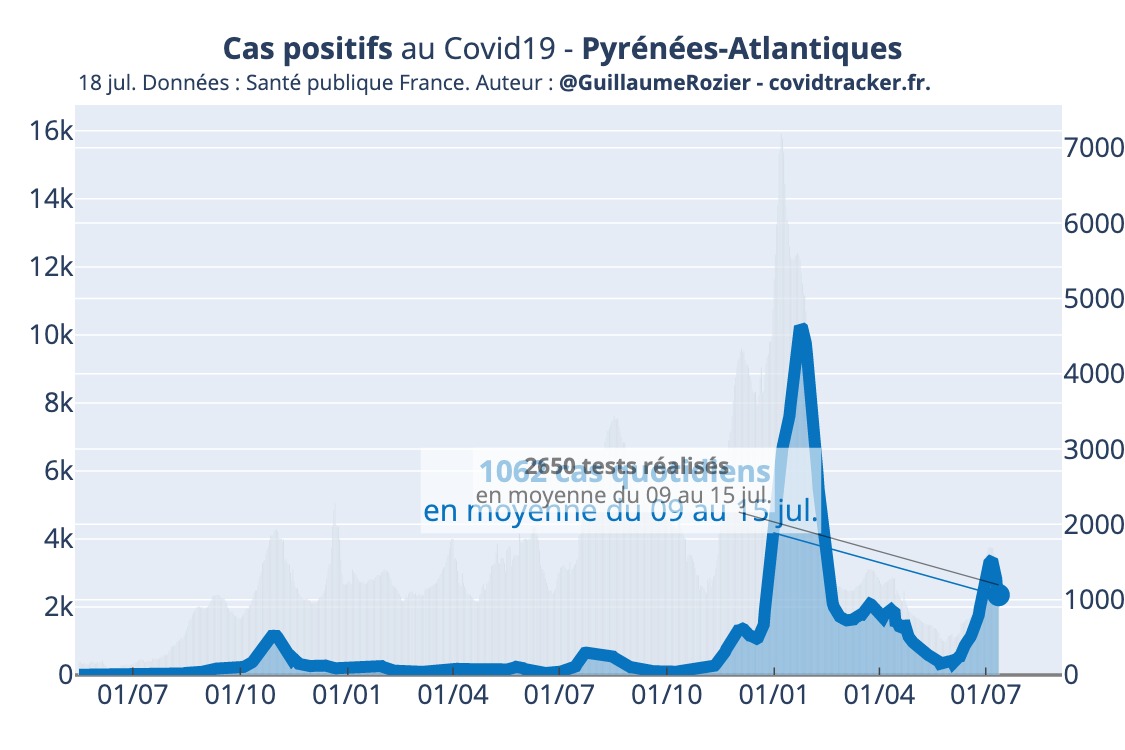 Cas positifs au Covid19 - Pyrénées-Atlantiques
18 jul. Données : Santé publique France. Auteur : @GuillaumeRozier - covidtracker.fr.
16k
14k
12k
10k
8k
6k
4k
2k
0
7000
6000
5000
4000
3000
2000
1000
0
2650 tests réalisés
1062 cas quotidiens
en moyenne du 09 au 15 jul.
en moyenne du 09 au 15 jul.
01/07 01/10 01/01 01/04 01/07 01/10 01/01 01/04 01/07